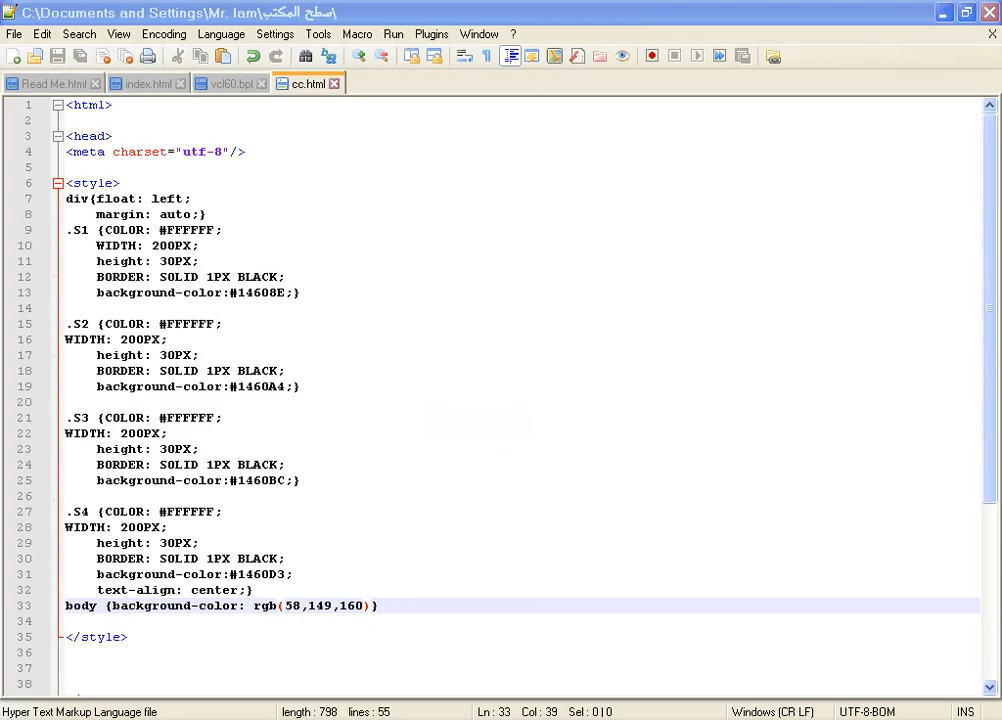 C:\Documents and Settings\Mr. Iam\سطح المكتب\
File Edit Search View Encoding Language Settings Tools Macro Run Plugins Window ? X
Read Me.html index.html vcl60.bpl cc.html
1 <html>
2
3 <head>
4 <meta charset="utf-8"/>
5
6 <style>
7 div{float: left;
8 margin: auto;}
9 .S1 {COLOR: #FFFFFF;
10 WIDTH: 200PX;
11 height: 30PX;
12 BORDER: SOLID 1PX BLACK;
13 background-color:#14608E;}
14
15 .S2 {COLOR: #FFFFFF;
16 WIDTH: 200PX;
17 height: 30PX;
18 BORDER: SOLID 1PX BLACK;
19 background-color:#1460A4;}
20
21 .S3 {COLOR: #FFFFFF;
22 WIDTH: 200PX;
23 height: 30PX;
24 BORDER: SOLID 1PX BLACK;
25 background-color:#1460BC;}
26
27 .S4 {COLOR: #FFFFFF;
28 WIDTH: 200PX;
29 height: 30PX;
30 BORDER: SOLID 1PX BLACK;
31 background-color:#1460D3;
32 text-align: center;}
33 body {background-color: rgb(58,149,160)}
34
35 </style>
36
37
38
Hyper Text Markup Language file length : 798 lines : 55 Ln : 33 Col : 39 Sel : 0 | 0 Windows (CR LF) UTF-8-BOM INS